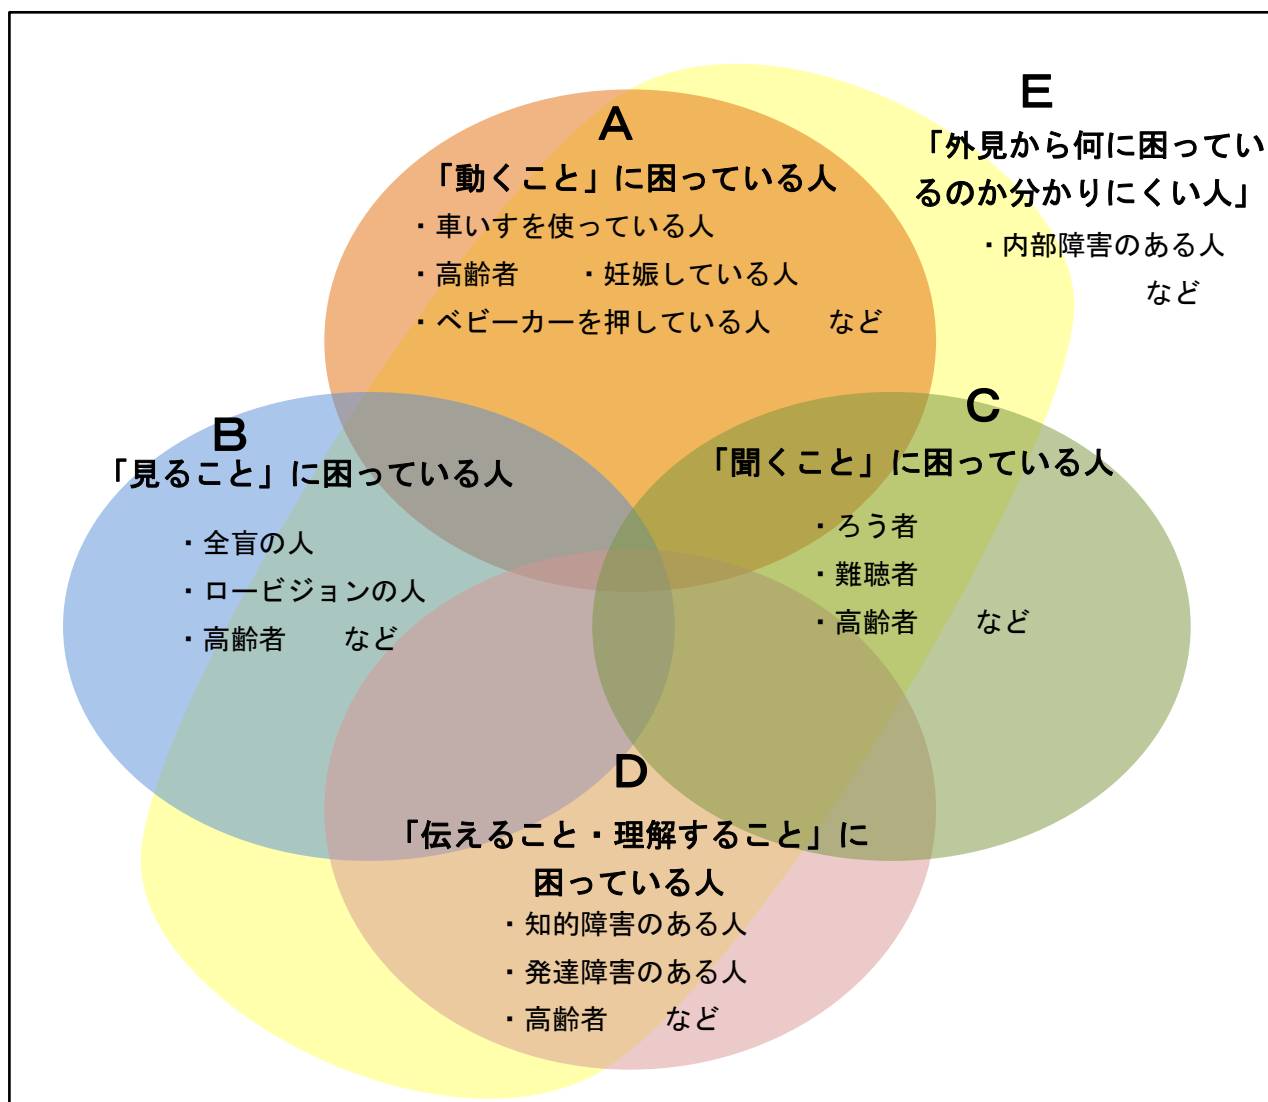 A
「動くこと」に困っている人
・車いすを使っている人
・高齢者　・妊娠している人
・ベビーカーを押している人　など
E
「外見から何に困ってい
るのか分かりにくい人」
・内部障害のある人
など
B
「見ること」に困っている人
・全盲の人
・ロービジョンの人
・高齢者　など
C
「聞くこと」に困っている人
・ろう者
・難聴者
・高齢者　など
D
「伝えること・理解すること」に
困っている人
・知的障害のある人
・発達障害のある人
・高齢者　など